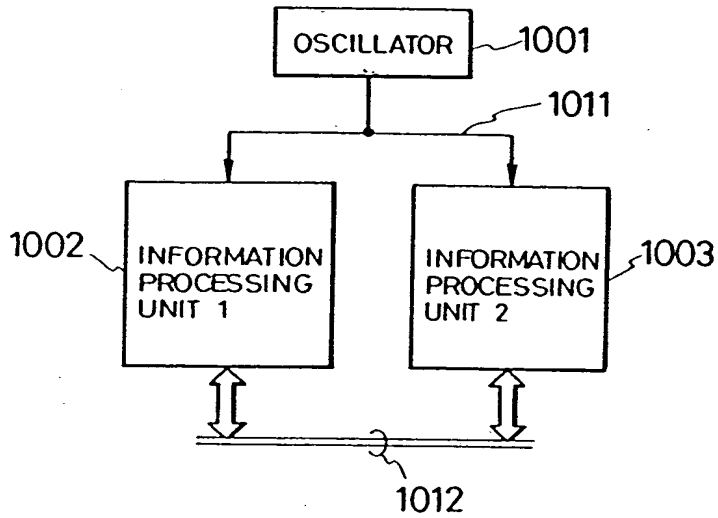 OSCILLATOR
1001
1011
1002
INFORMATION
PROCESSING
UNIT 1
INFORMATION
PROCESSING
UNIT 2
1003
1012